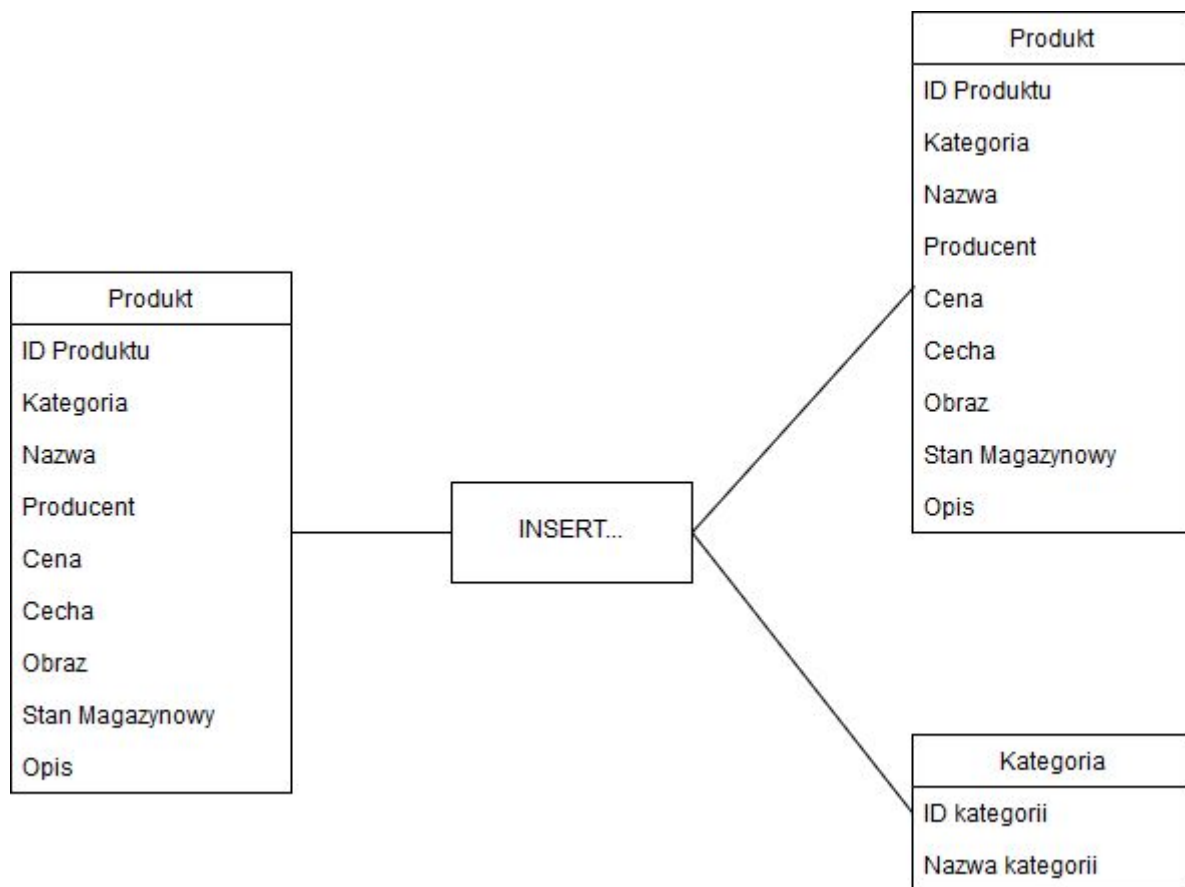 Produkt
ID Produktu
Kategoria
Nazwa
Producent
Cena
Cecha
Obraz
Stan Magazynowy
Opis
INSERT...
Produkt
ID Produktu
Kategoria
Nazwa
Producent
Cena
Cecha
Obraz
Stan Magazynowy
Opis
Kategoria
ID kategorii
Nazwa kategorii